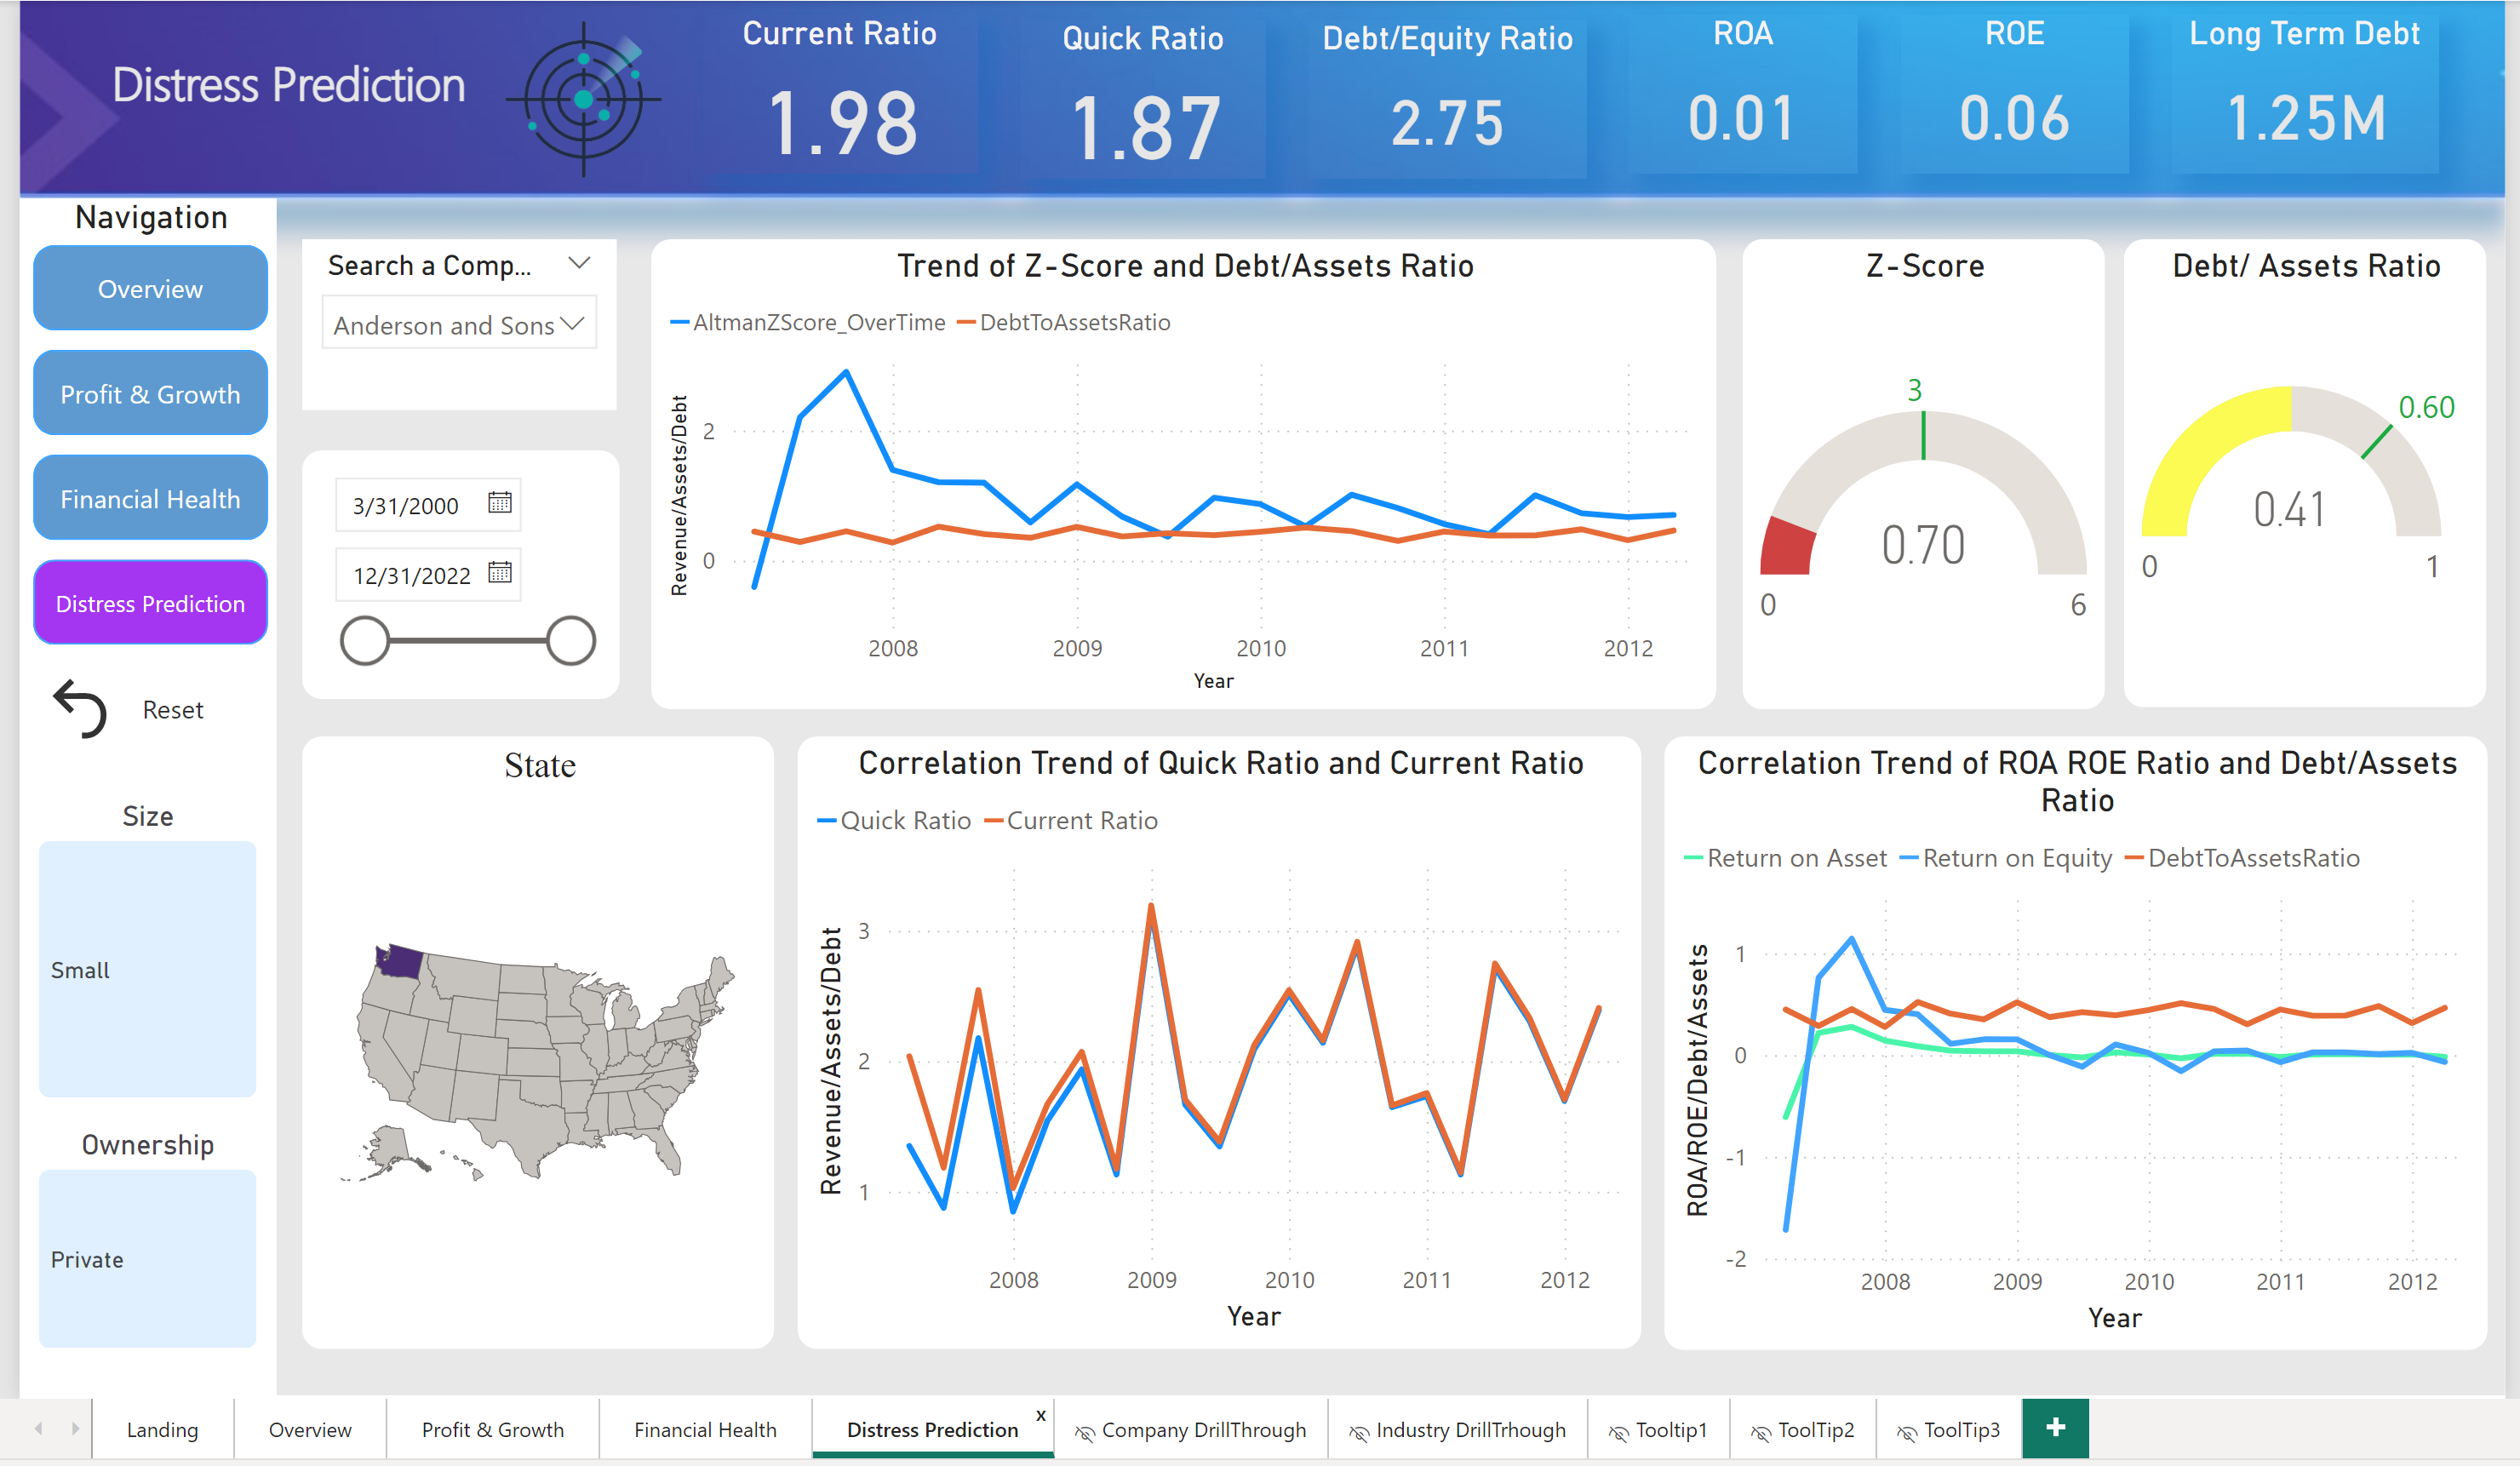 Distress Prediction
Current Ratio
1.98
Quick Ratio
1.87
Debt/Equity Ratio
2.75
ROA
0.01
ROE
0.06
Long Term Debt
1.25M
Navigation
Overview
Profit & Growth
Financial Health
Distress Prediction
Reset
Size
Small
Ownership
Private
Search a Comp...
Anderson and Sons
3/31/2000
12/31/2022
Trend of Z-Score and Debt/Assets Ratio
AltmanZScore_OverTime DebtToAssetsRatio
Revenue/Assets/Debt
2
0
2008 2009 2010 2011 2012
Year
Z-Score
3
0.70
0 6
Debt/ Assets Ratio
0.60
0.41
0 1
State
Correlation Trend of Quick Ratio and Current Ratio
Quick Ratio Current Ratio
Revenue/Assets/Debt
3
2
1
2008 2009 2010 2011 2012
Year
Correlation Trend of ROA ROE Ratio and Debt/Assets
Ratio
Return on Asset Return on Equity DebtToAssetsRatio
ROA/ROE/Debt/Assets
1
0
-1
-2
2008 2009 2010 2011 2012
Year
Landing Overview Profit & Growth Financial Health Distress Prediction x Company DrillThrough Industry DrillTrhough Tooltip1 ToolTip2 ToolTip3 +